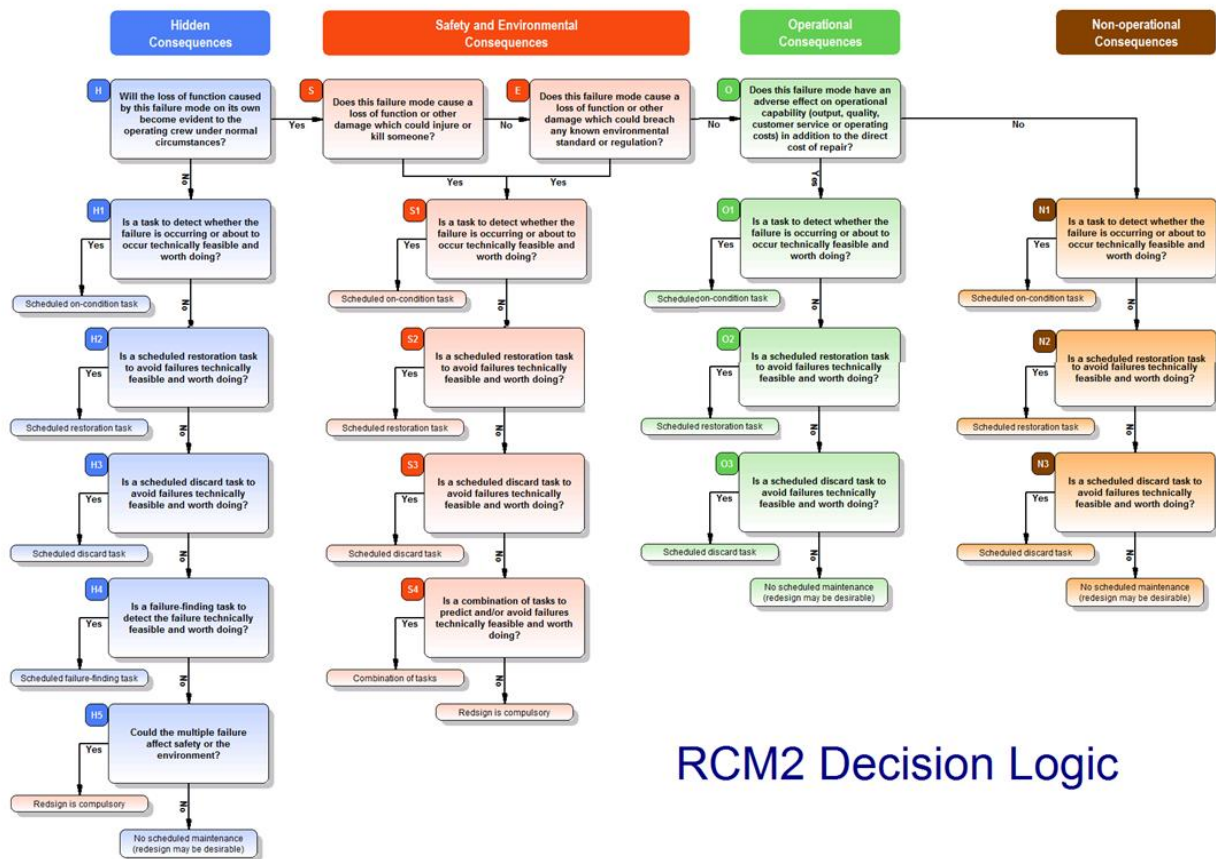 Hidden
Consequences
Safety and Environmental
Consequences
Operational
Consequences
Non-operational
Consequences
H
Will the loss of function caused
by this failure mode on its own
become evident to the
operating crew under normal
circumstances?
Yes
S
Does this failure mode cause a
loss of function or other
damage which could injure or
kill someone?
No
E
Does this failure mode cause a
loss of function or other
damage which could breach
any known environmental
standard or regulation?
No
O
Does this failure mode have an
adverse effect on operational
capability (output, quality,
customer service or operating
costs) in addition to the direct
cost of repair?
No
No
Yes
Yes
Yes
H1
Is a task to detect whether the
failure is occurring or about to
occur technically feasible and
worth doing?
Yes
Scheduled on-condition task
No
S1
Is a task to detect whether the
failure is occurring or about to
occur technically feasible and
worth doing?
Yes
Scheduled on-condition task
No
O1
Is a task to detect whether the
failure is occurring or about to
occur technically feasible and
worth doing?
Yes
Scheduled on-condition task
No
N1
Is a task to detect whether the
failure is occurring or about to
occur technically feasible and
worth doing?
Yes
Scheduled on-condition task
No
H2
Is a scheduled restoration task
to avoid failures technically
feasible and worth doing?
Yes
Scheduled restoration task
No
S2
Is a scheduled restoration task
to avoid failures technically
feasible and worth doing?
Yes
Scheduled restoration task
No
O2
Is a scheduled restoration task
to avoid failures technically
feasible and worth doing?
Yes
Scheduled restoration task
No
N2
Is a scheduled restoration task
to avoid failures technically
feasible and worth doing?
Yes
Scheduled restoration task
No
H3
Is a scheduled discard task to
avoid failures technically
feasible and worth doing?
Yes
Scheduled discard task
No
S3
Is a scheduled discard task to
avoid failures technically
feasible and worth doing?
Yes
Scheduled discard task
No
O3
Is a scheduled discard task to
avoid failures technically
feasible and worth doing?
Yes
Scheduled discard task
No
No scheduled maintenance
(redesign may be desirable)
N3
Is a scheduled discard task to
avoid failures technically
feasible and worth doing?
Yes
Scheduled discard task
No
No scheduled maintenance
(redesign may be desirable)
H4
Is a failure-finding task to
detect the failure technically
feasible and worth doing?
Yes
Scheduled failure-finding task
No
S4
Is a combination of tasks to
predict and/or avoid failures
technically feasible and worth
doing?
Yes
Combination of tasks
No
Redesign is compulsory
H5
Could the multiple failure
affect safety or the
environment?
Yes
Redesign is compulsory
No
No scheduled maintenance
(redesign may be desirable)
RCM2 Decision Logic